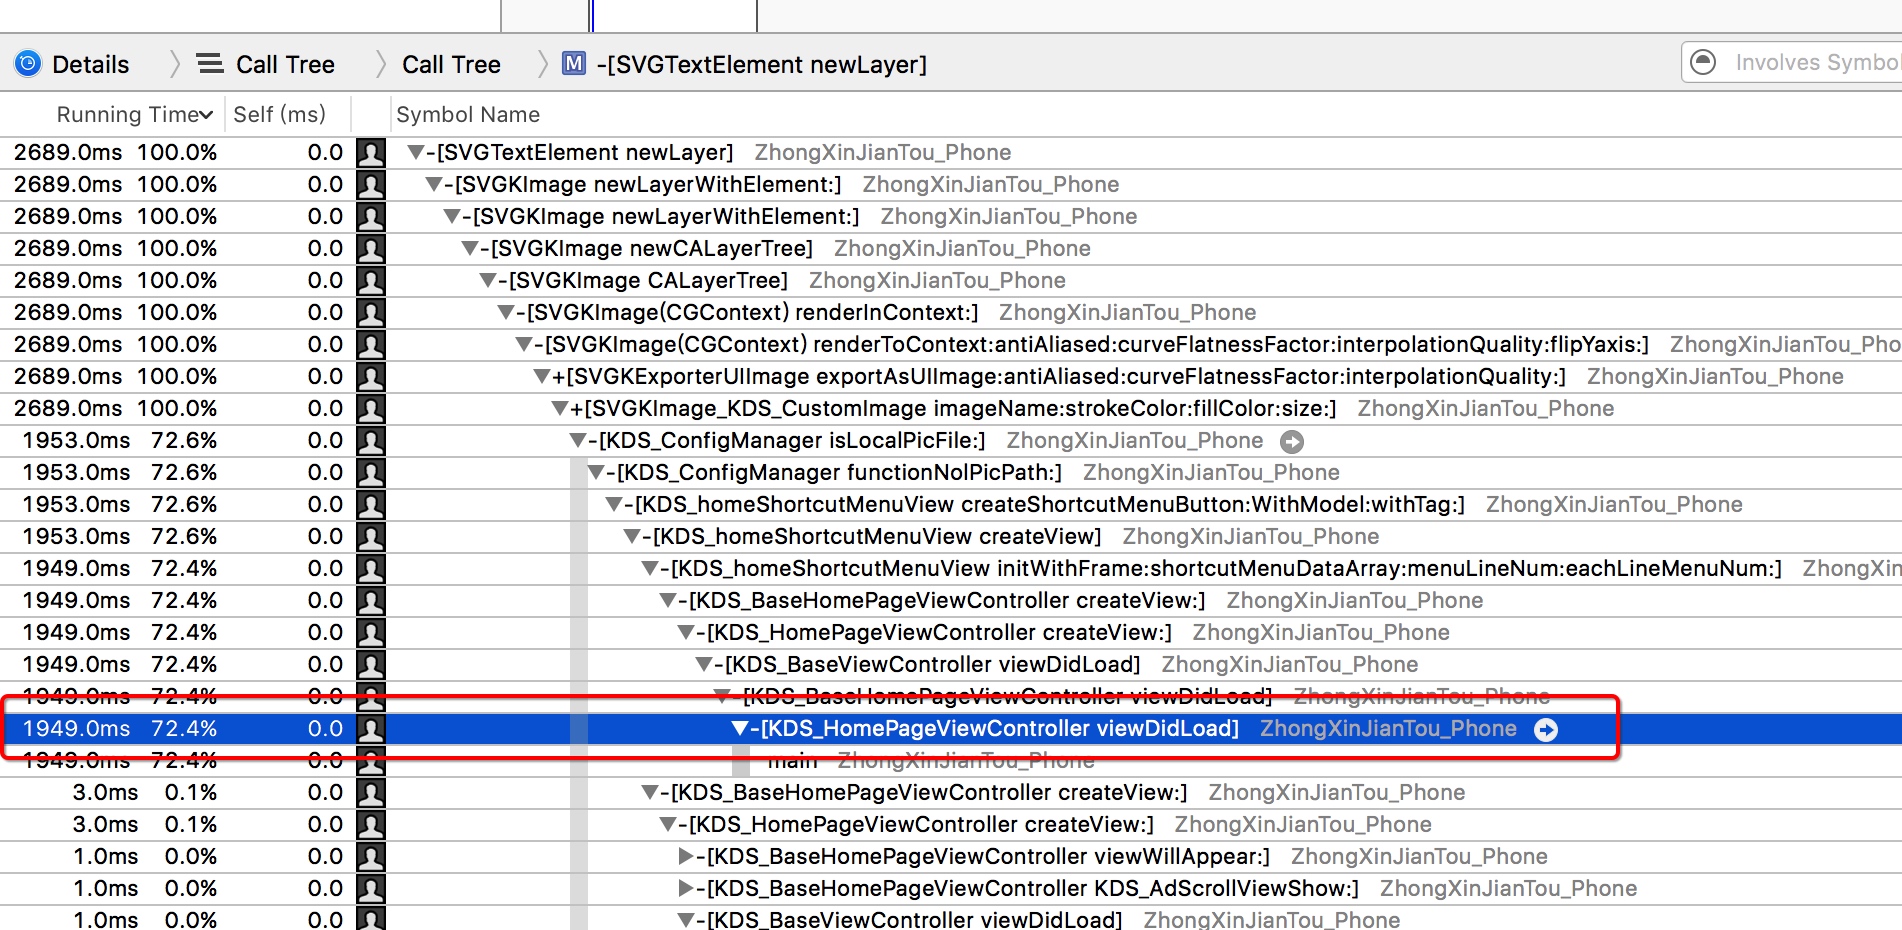 Details Call Tree Call Tree M -[SVGTextElement newLayer] Involves Symbol
Running Time Self (ms) Symbol Name
2689.0ms 100.0% 0.0 -[SVGTextElement newLayer] ZhongXinJianTou_Phone
2689.0ms 100.0% 0.0 -[SVGKImage newLayerWithElement:] ZhongXinJianTou_Phone
2689.0ms 100.0% 0.0 -[SVGKImage newLayerWithElement:] ZhongXinJianTou_Phone
2689.0ms 100.0% 0.0 -[SVGKImage newCALayerTree] ZhongXinJianTou_Phone
2689.0ms 100.0% 0.0 -[SVGKImage CALayerTree] ZhongXinJianTou_Phone
2689.0ms 100.0% 0.0 -[SVGKImage(CGContext) renderInContext:] ZhongXinJianTou_Phone
2689.0ms 100.0% 0.0 -[SVGKImage(CGContext) renderToContext:antiAliased:curveFlatnessFactor:interpolationQuality:flipYaxis:] ZhongXinJianTou_Pho
2689.0ms 100.0% 0.0 +[SVGKExporterUIImage exportAsUIImage:antiAliased:curveFlatnessFactor:interpolationQuality:] ZhongXinJianTou_Phone
2689.0ms 100.0% 0.0 +[SVGKImage_KDS_CustomImage imageName:strokeColor:fillColor:size:] ZhongXinJianTou_Phone
1953.0ms 72.6% 0.0 -[KDS_ConfigManager isLocalPicFile:] ZhongXinJianTou_Phone
1953.0ms 72.6% 0.0 -[KDS_ConfigManager functionNolPicPath:] ZhongXinJianTou_Phone
1953.0ms 72.6% 0.0 -[KDS_homeShortcutMenuView createShortcutMenuButton:WithModel:withTag:] ZhongXinJianTou_Phone
1953.0ms 72.6% 0.0 -[KDS_homeShortcutMenuView createView] ZhongXinJianTou_Phone
1949.0ms 72.4% 0.0 -[KDS_homeShortcutMenuView initWithFrame:shortcutMenuDataArray:menuLineNum:eachLineMenuNum:] ZhongXin
1949.0ms 72.4% 0.0 -[KDS_BaseHomePageViewController createView:] ZhongXinJianTou_Phone
1949.0ms 72.4% 0.0 -[KDS_HomePageViewController createView:] ZhongXinJianTou_Phone
1949.0ms 72.4% 0.0 -[KDS_BaseViewController viewDidLoad] ZhongXinJianTou_Phone
1949.0ms 72.4% 0.0 -[KDS_BaseHomePageViewController viewDidLoad] ZhongXinJianTou_Phone
1949.0ms 72.4% 0.0 -[KDS_HomePageViewController viewDidLoad] ZhongXinJianTou_Phone
1949.0ms 72.4% 0.0 main ZhongXinJianTou_Phone
3.0ms 0.1% 0.0 -[KDS_BaseHomePageViewController createView:] ZhongXinJianTou_Phone
3.0ms 0.1% 0.0 -[KDS_HomePageViewController createView:] ZhongXinJianTou_Phone
1.0ms 0.0% 0.0 -[KDS_BaseHomePageViewController viewWillAppear:] ZhongXinJianTou_Phone
1.0ms 0.0% 0.0 -[KDS_BaseHomePageViewController KDS_AdScrollViewShow:] ZhongXinJianTou_Phone
1.0ms 0.0% 0.0 -[KDS_BaseViewController viewDidLoad] ZhongXinJianTou_Phone